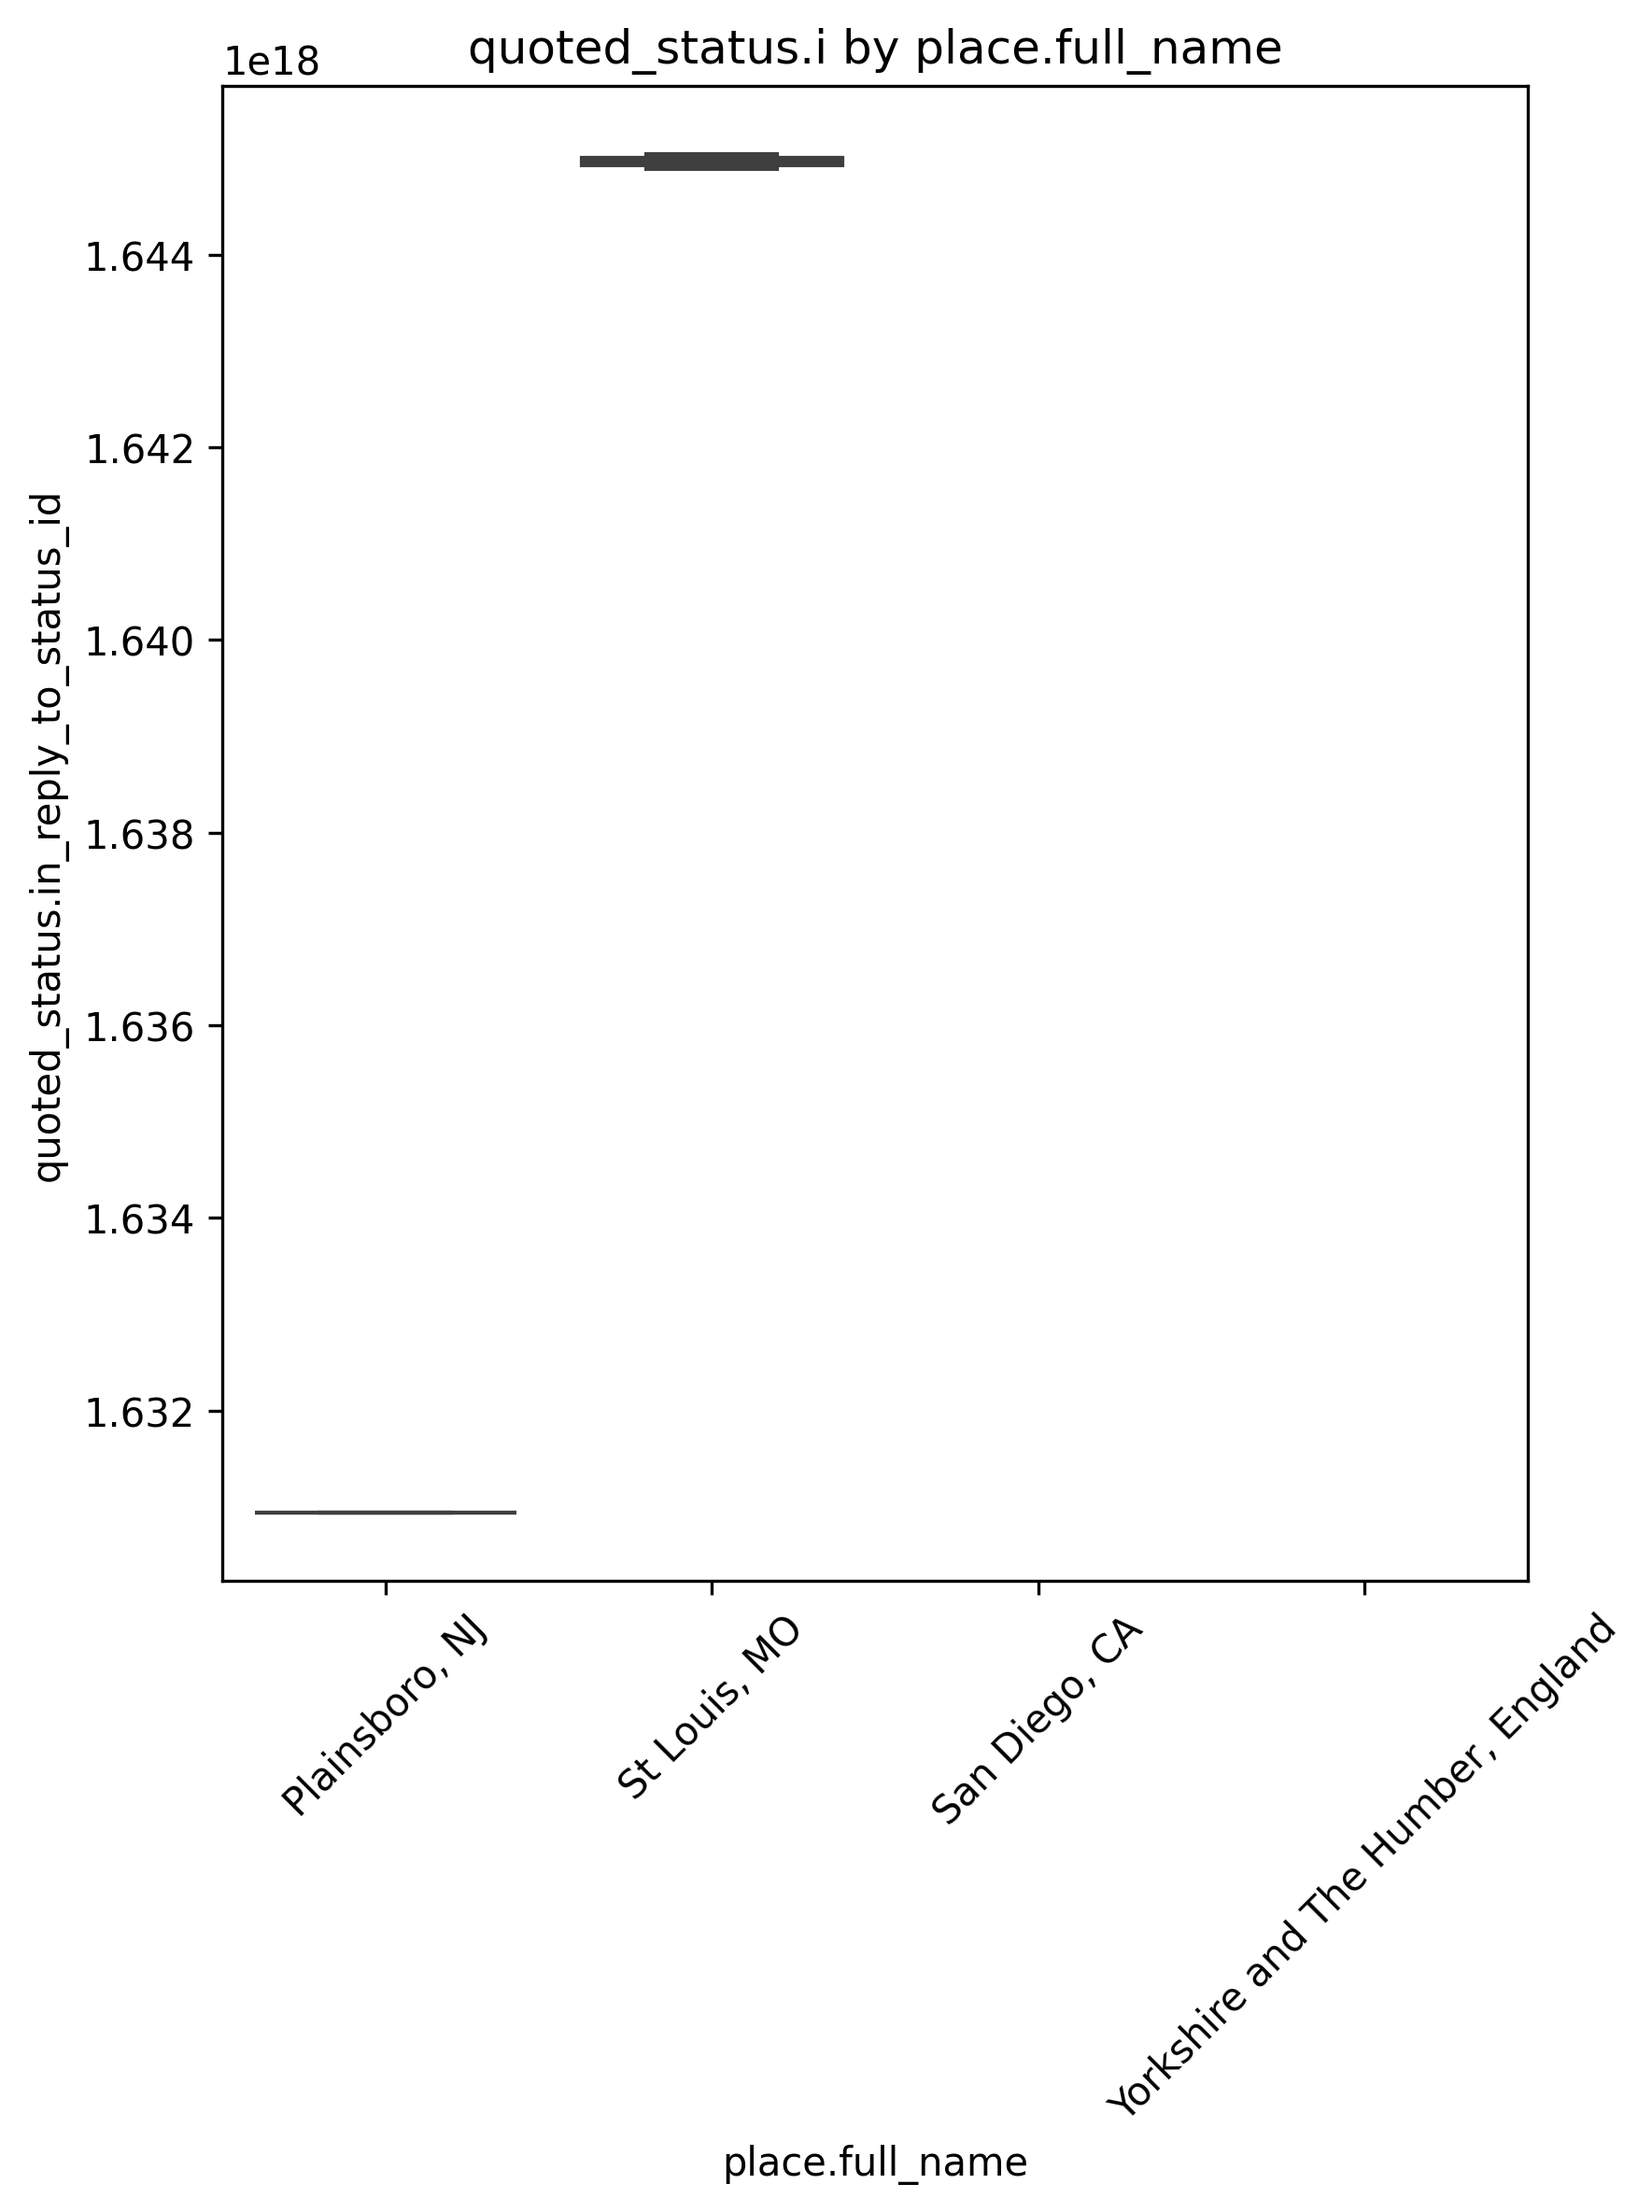 quoted_status.i by place.full_name
1e18
1.644
1.642
1.640
1.638
1.636
1.634
1.632
quoted_status.in_reply_to_status_id
Plainsboro, NJ
St Louis, MO
San Diego, CA
Yorkshire and The Humber, England
place.full_name